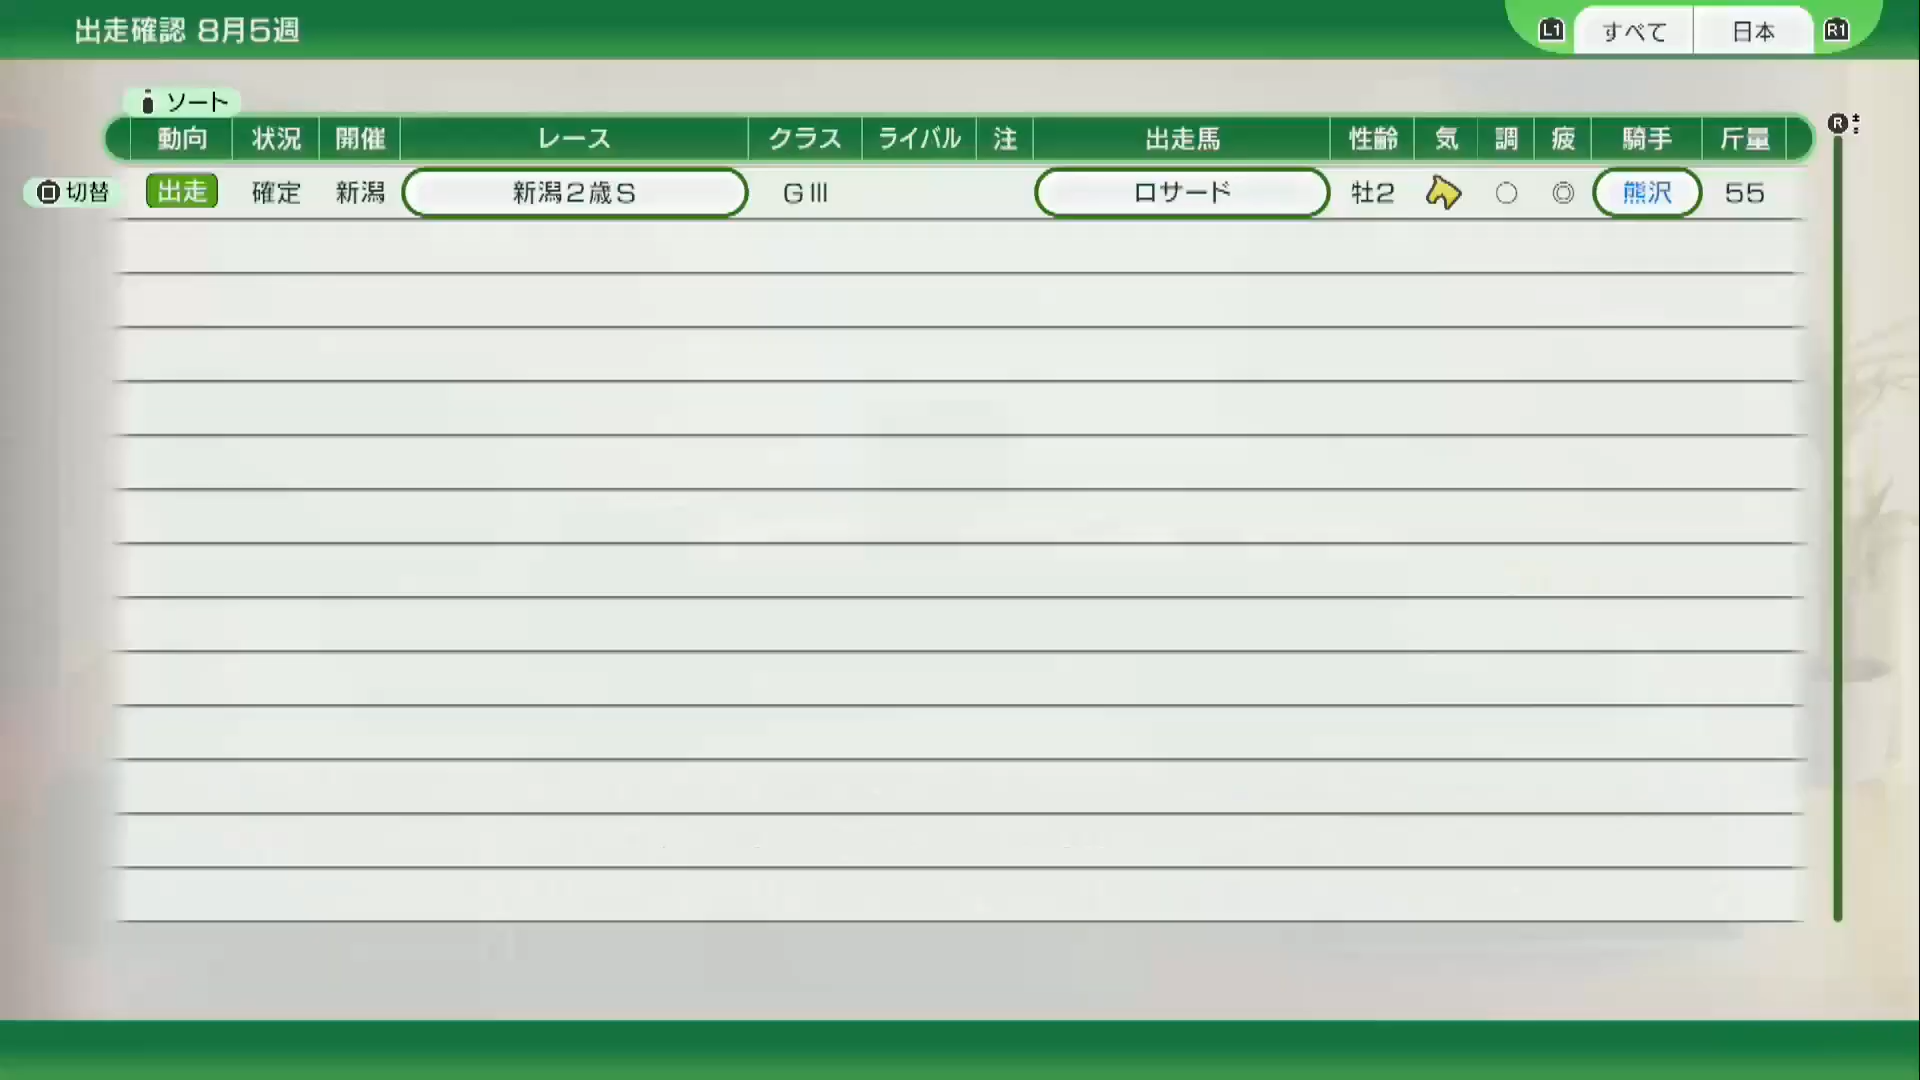 出走確認 8月5週
L1 すべて 日本 R1
ソート
動向 状況 開催 レース クラス ライバル 注 出走馬 性齢 気 調 疲 騎手 斤量
R
切替 出走 確定 新潟 新潟2歳S GⅢ ロサード 牡2 ○ ◎ 熊沢 55